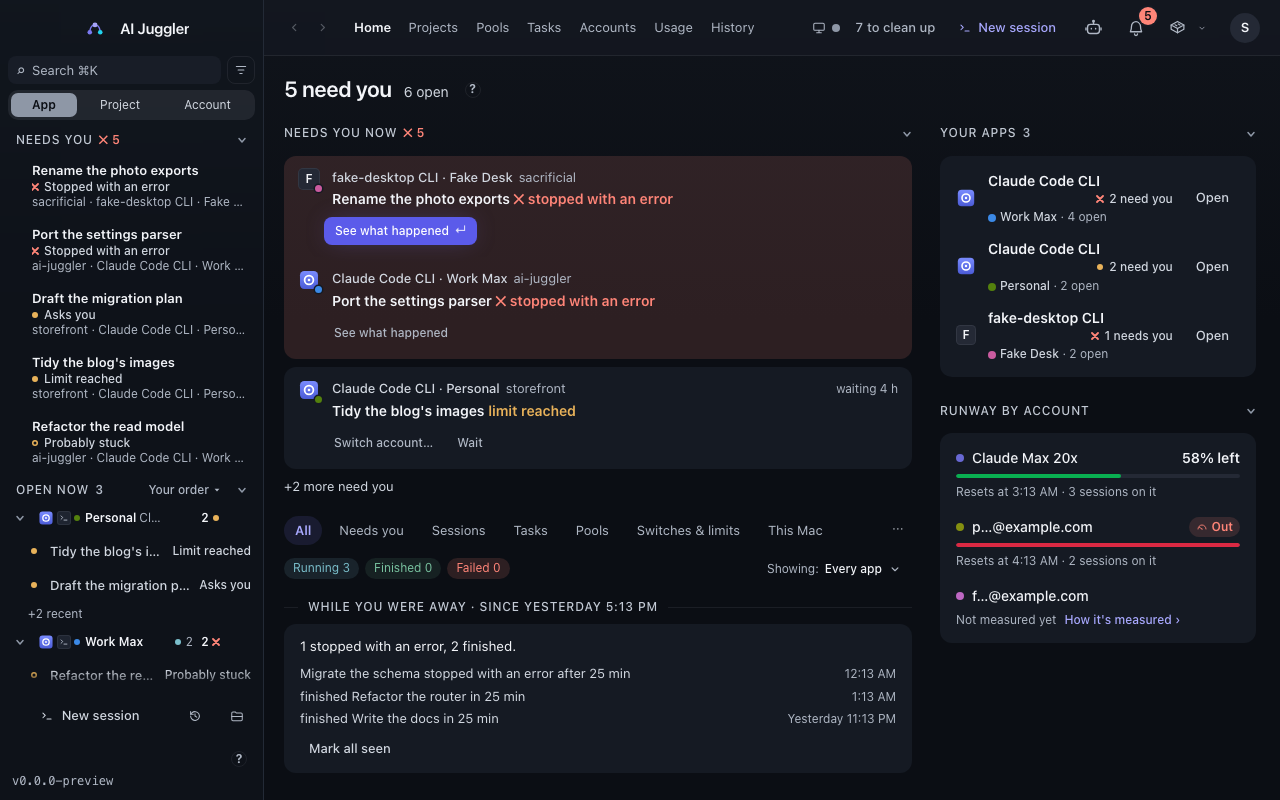 AI Juggler
Search ⌘K
App Project Account
NEEDS YOU 5
Rename the photo exports
Stopped with an error
sacrificial · fake-desktop CLI · Fake ...
Port the settings parser
Stopped with an error
ai-juggler · Claude Code CLI · Work ...
Draft the migration plan
Asks you
storefront · Claude Code CLI · Perso...
Tidy the blog's images
Limit reached
storefront · Claude Code CLI · Perso...
Refactor the read model
Probably stuck
ai-juggler · Claude Code CLI · Work ...
OPEN NOW 3 Your order
Personal Cl... 2
Tidy the blog's i... Limit reached
Draft the migration p... Asks you
+2 recent
Work Max 2 2
Refactor the re... Probably stuck
New session
?
v0.0.0-preview
Home Projects Pools Tasks Accounts Usage History
7 to clean up
New session
5
S
5 need you 6 open ?
NEEDS YOU NOW 5
F
fake-desktop CLI · Fake Desk sacrificial
Rename the photo exports stopped with an error
See what happened
Claude Code CLI · Work Max ai-juggler
Port the settings parser stopped with an error
See what happened
Claude Code CLI · Personal storefront waiting 4 h
Tidy the blog's images limit reached
Switch account... Wait
+2 more need you
All Needs you Sessions Tasks Pools Switches & limits This Mac ...
Running 3 Finished 0 Failed 0 Showing: Every app
WHILE YOU WERE AWAY · SINCE YESTERDAY 5:13 PM
1 stopped with an error, 2 finished.
Migrate the schema stopped with an error after 25 min 12:13 AM
finished Refactor the router in 25 min 1:13 AM
finished Write the docs in 25 min Yesterday 11:13 PM
Mark all seen
YOUR APPS 3
Claude Code CLI
2 need you Open
Work Max · 4 open
Claude Code CLI
2 need you Open
Personal · 2 open
fake-desktop CLI
F 1 needs you Open
Fake Desk · 2 open
RUNWAY BY ACCOUNT
Claude Max 20x 58% left
Resets at 3:13 AM · 3 sessions on it
p...@example.com Out
Resets at 4:13 AM · 2 sessions on it
f...@example.com
Not measured yet How it's measured ›